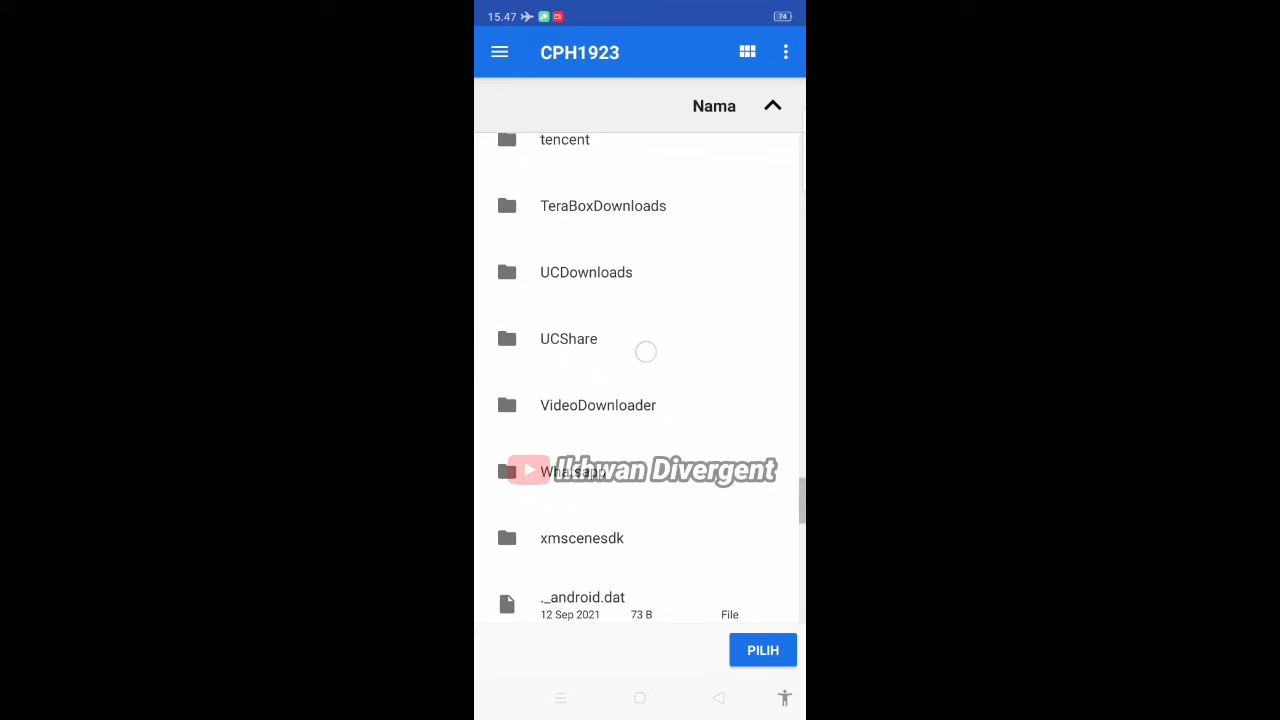 15.47
74
CPH1923
Nama
tencent
TeraBoxDownloads
UCDownloads
UCShare
VideoDownloader
Whatsapp
Ikhwan Divergent
xmscenesdk
._android.dat
12 Sep 2021 73 B File
PILIH